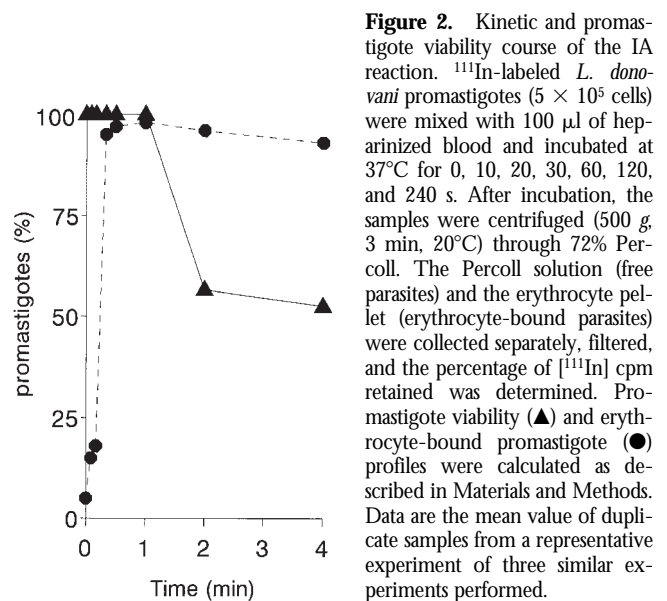 promastigotes (%)
100
75
50
25
0
0
1
2
3
4
Time (min)
Figure 2. Kinetic and promas-
tigote viability course of the IA
reaction. ¹¹¹In-labeled L. dono-
vani promastigotes (5 × 10⁵ cells)
were mixed with 100 μl of hep-
arinized blood and incubated at
37°C for 0, 10, 20, 30, 60, 120,
and 240 s. After incubation, the
samples were centrifuged (500 g,
3 min, 20°C) through 72% Per-
coll. The Percoll solution (free
parasites) and the erythrocyte pel-
let (erythrocyte-bound parasites)
were collected separately, filtered,
and the percentage of [¹¹¹In] cpm
retained was determined. Pro-
mastigote viability (▲) and eryth-
rocyte-bound promastigote (●)
profiles were calculated as de-
scribed in Materials and Methods.
Data are the mean value of dupli-
cate samples from a representative
experiment of three similar ex-
periments performed.